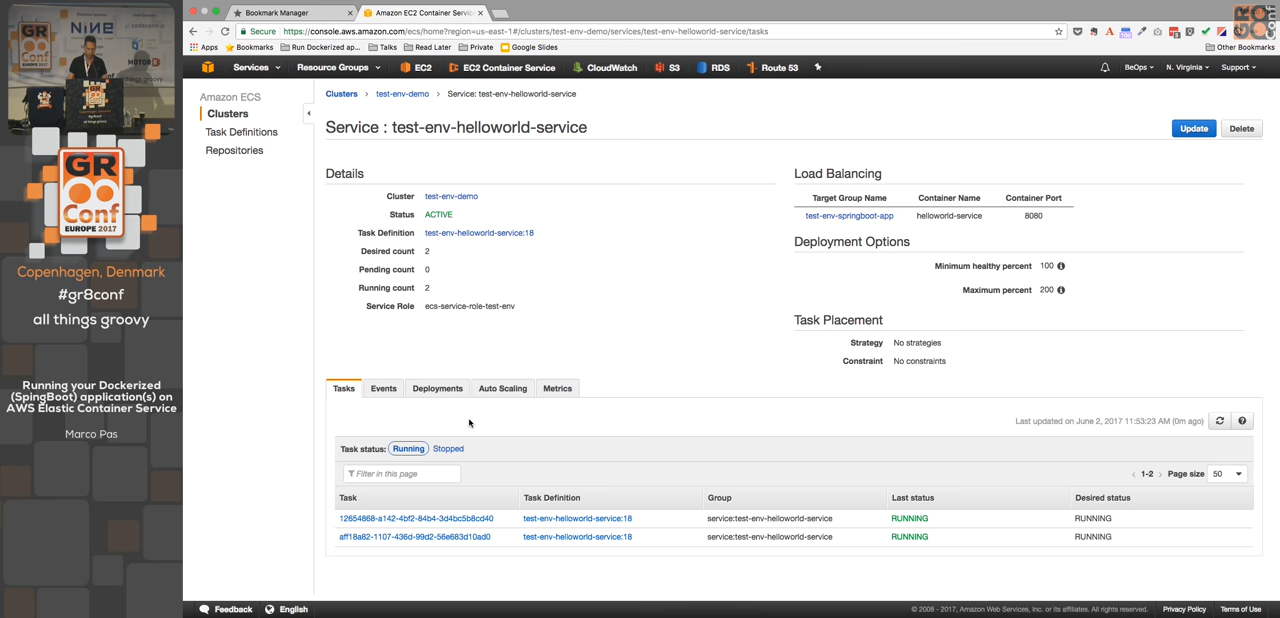 GR
Conf
EUROPE 2017
Copenhagen, Denmark
#gr8conf
all things groovy
Running your Dockerized
(SpingBoot) application(s) on
AWS Elastic Container Service
Marco Pas
Bookmark Manager
Amazon EC2 Container Servic
Secure https://console.aws.amazon.com/ecs/home?region=us-east-1#/clusters/test-env-demo/services/test-env-helloworld-service/tasks
Apps Bookmarks Run Dockerized ap... Talks Read Later Private Google Slides Other Bookmarks
Services Resource Groups EC2 EC2 Container Service CloudWatch S3 RDS Route 53 BeOps N. Virginia Support
Amazon ECS
Clusters
Task Definitions
Repositories
Clusters > test-env-demo > Service: test-env-helloworld-service
Service : test-env-helloworld-service
Update Delete
Details
Cluster test-env-demo
Status ACTIVE
Task Definition test-env-helloworld-service:18
Desired count 2
Pending count 0
Running count 2
Service Role ecs-service-role-test-env
Load Balancing
Target Group Name Container Name Container Port
test-env-springboot-app helloworld-service 8080
Deployment Options
Minimum healthy percent 100
Maximum percent 200
Task Placement
Strategy No strategies
Constraint No constraints
Tasks Events Deployments Auto Scaling Metrics
Last updated on June 2, 2017 11:53:23 AM (0m ago)
Task status: Running Stopped
Filter in this page
1-2 Page size 50
Task Task Definition Group Last status Desired status
12654868-a142-4bf2-84b4-3d4bc5b8cd40 test-env-helloworld-service:18 service:test-env-helloworld-service RUNNING RUNNING
aff18a82-1107-436d-99d2-56e683d10ad0 test-env-helloworld-service:18 service:test-env-helloworld-service RUNNING RUNNING
Feedback English
© 2008 - 2017, Amazon Web Services, Inc. or its affiliates. All rights reserved. Privacy Policy Terms of Use